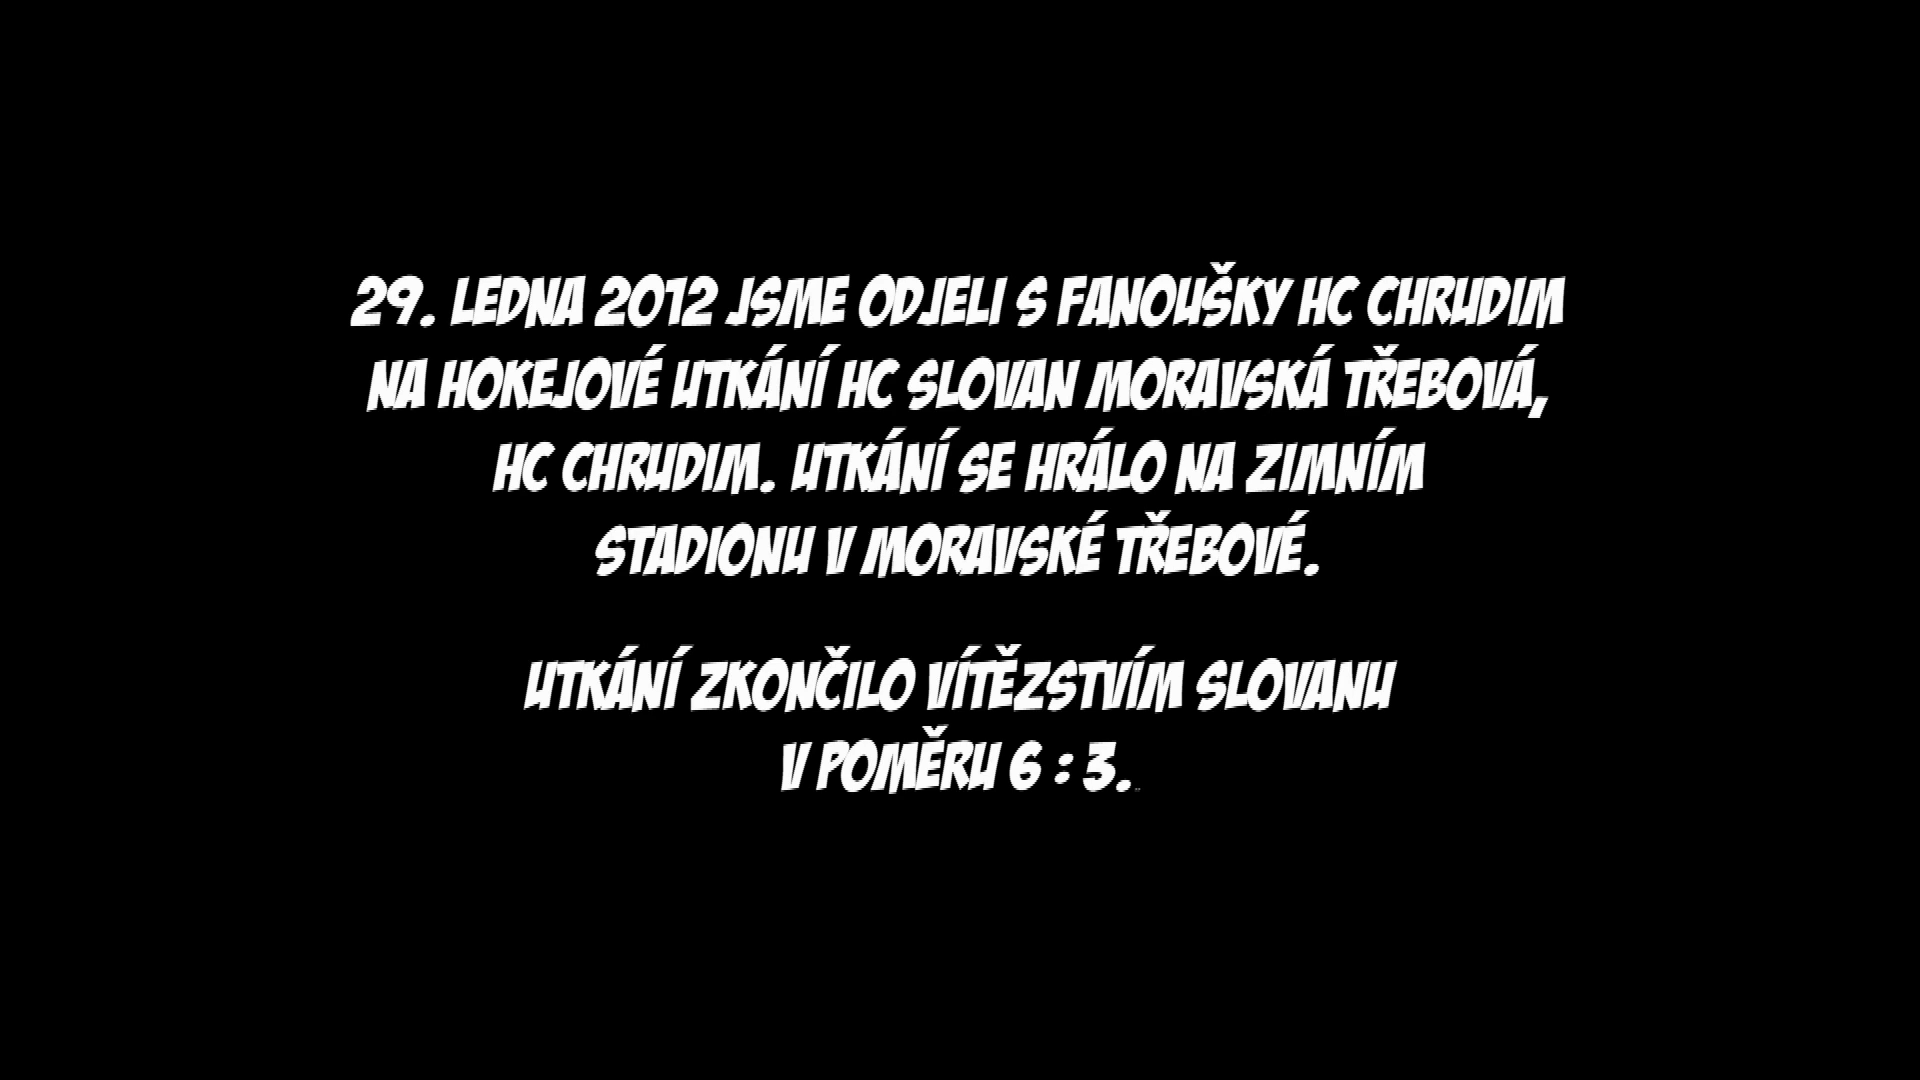 29. LEDNA 2012 JSME ODJELI S FANOUŠKY HC CHRUDIM
NA HOKEJOVÉ UTKÁNÍ HC SLOVAN MORAVSKÁ TŘEBOVÁ,
HC CHRUDIM. UTKÁNÍ SE HRÁLO NA ZIMNÍM
STADIONU V MORAVSKÉ TŘEBOVÉ.
UTKÁNÍ ZKONČILO VÍTĚZSTVÍM SLOVANU
V POMĚRU 6 : 3.